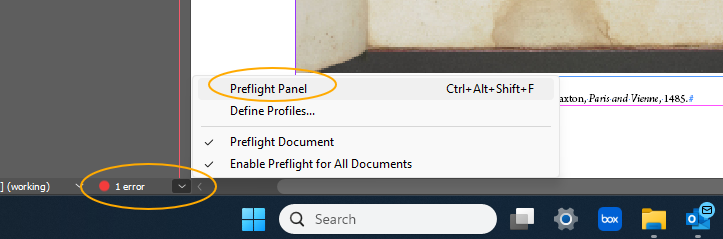 Preflight Panel Ctrl+Alt+Shift+F
axton, Paris and Vienne, 1485.#
Define Profiles...
Preflight Document
Enable Preflight for All Documents
] (working) 1 error
Search
box